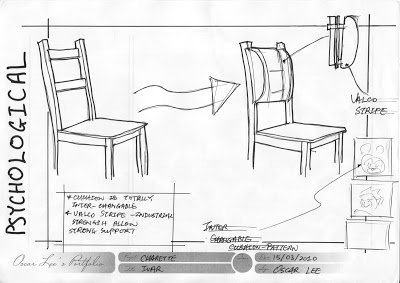 PSYCHOLOGICAL
VALCO
STRIPE
* CUSHION IS TOTALLY
INTER-CHANGABLE
* VALCO STRIPE - INDUSTRIAL
STRENGTH ALLOW
STRONG SUPPORT
INTER
CHANGABLE
CUSHION-PATTERN
Oscar Lee's Portfolio
CHARETTE
IVAR
15/03/2010
OSCAR LEE